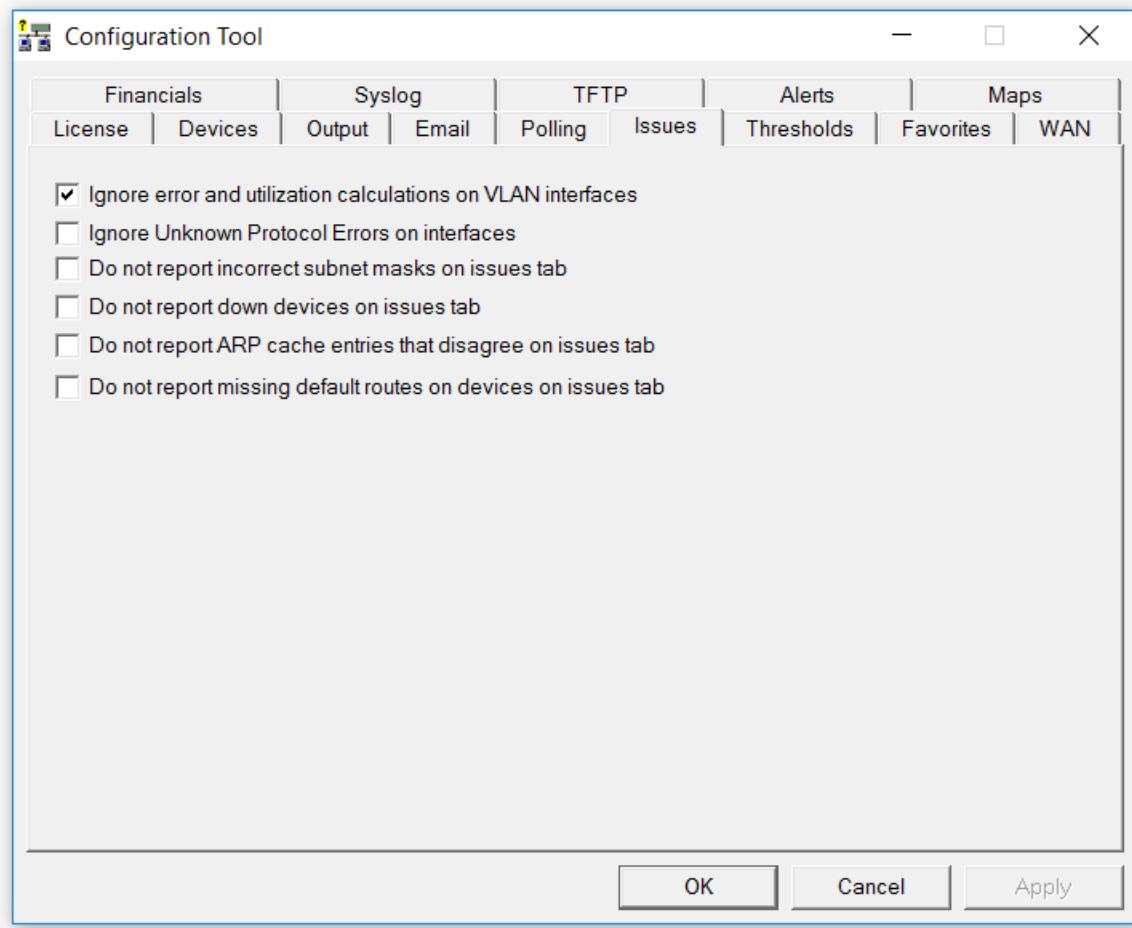 Configuration Tool
Financials Syslog TFTP Alerts Maps
License Devices Output Email Polling Issues Thresholds Favorites WAN
Ignore error and utilization calculations on VLAN interfaces
Ignore Unknown Protocol Errors on interfaces
Do not report incorrect subnet masks on issues tab
Do not report down devices on issues tab
Do not report ARP cache entries that disagree on issues tab
Do not report missing default routes on devices on issues tab
OK Cancel Apply